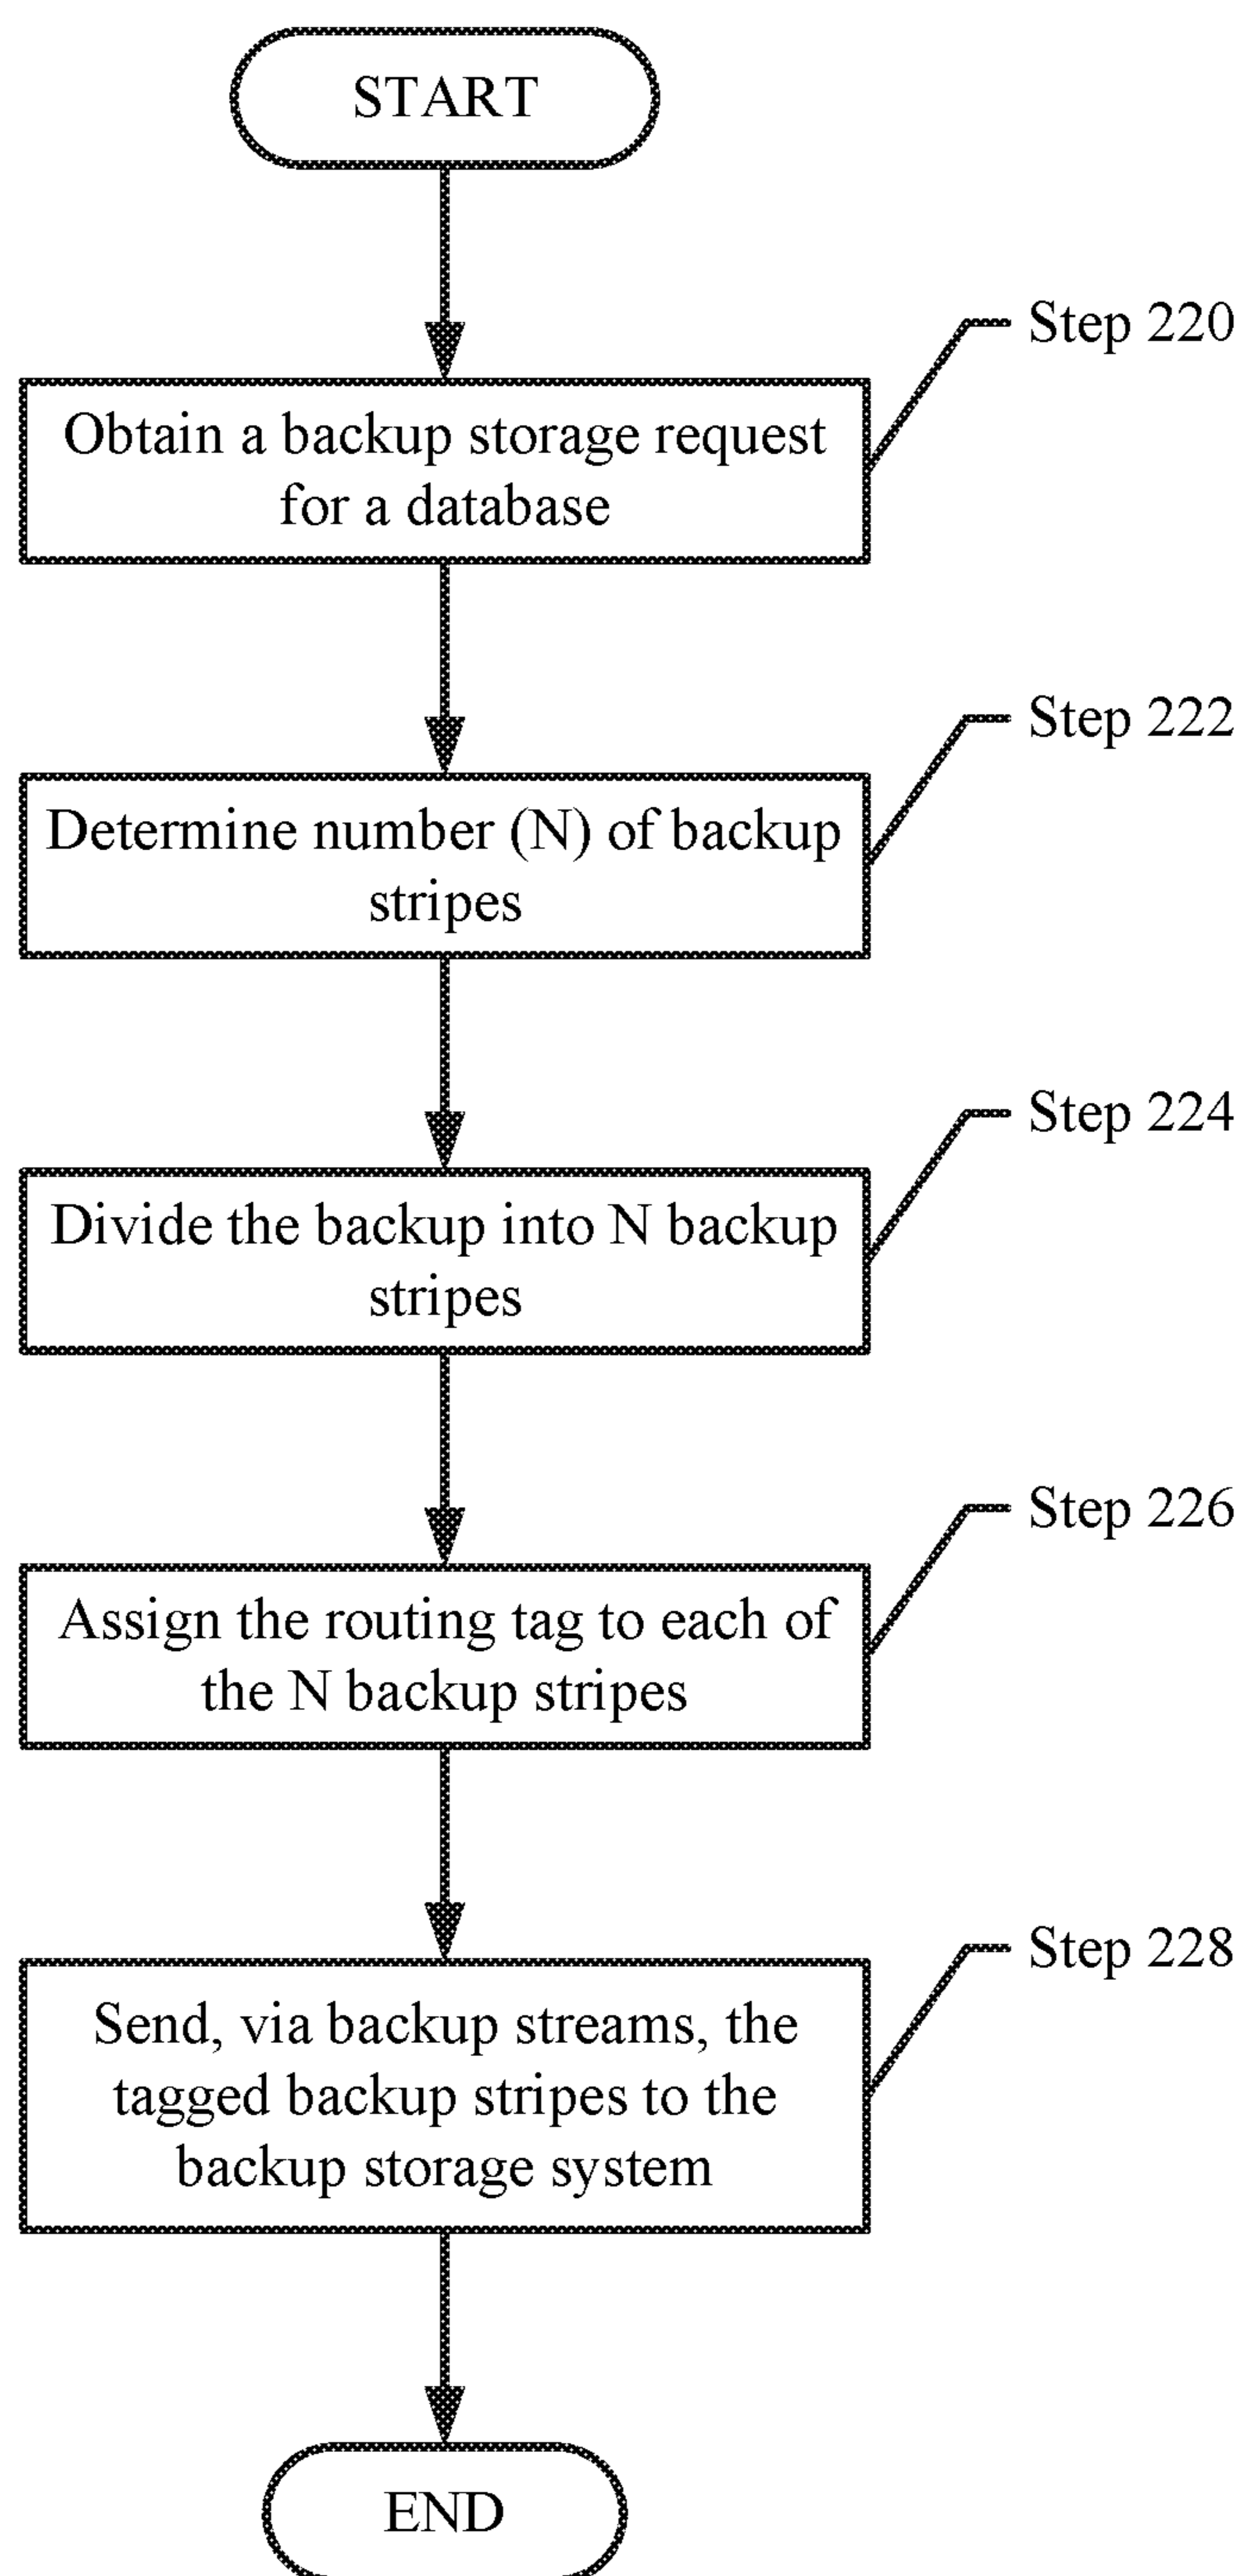 START
Step 220
Obtain a backup storage request
for a database
Step 222
Determine number (N) of backup
stripes
Step 224
Divide the backup into N backup
stripes
Step 226
Assign the routing tag to each of
the N backup stripes
Step 228
Send, via backup streams, the
tagged backup stripes to the
backup storage system
END